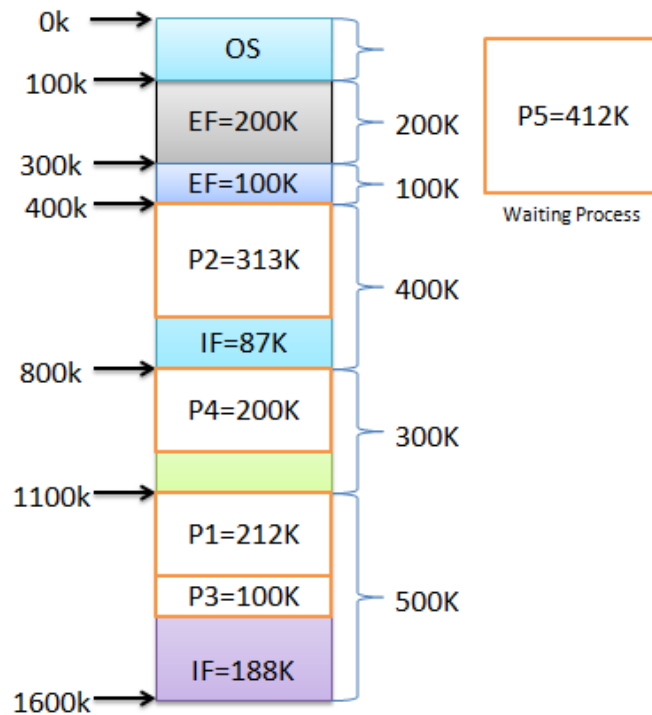 0k
OS
100k
EF=200K
200K
P5=412K
300k
EF=100K
100K
Waiting Process
400k
P2=313K
400K
IF=87K
800k
P4=200K
300K
1100k
P1=212K
P3=100K
500K
IF=188K
1600k